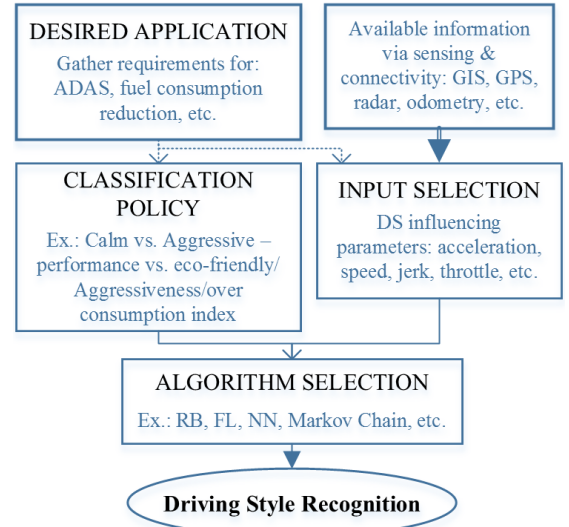 DESIRED APPLICATION
Gather requirements for:
ADAS, fuel consumption
reduction, etc.
Available information
via sensing &
connectivity: GIS, GPS,
radar, odometry, etc.
CLASSIFICATION
POLICY
Ex.: Calm vs. Aggressive –
performance vs. eco-friendly/
Aggressiveness/over
consumption index
INPUT SELECTION
DS influencing
parameters: acceleration,
speed, jerk, throttle, etc.
ALGORITHM SELECTION
Ex.: RB, FL, NN, Markov Chain, etc.
Driving Style Recognition